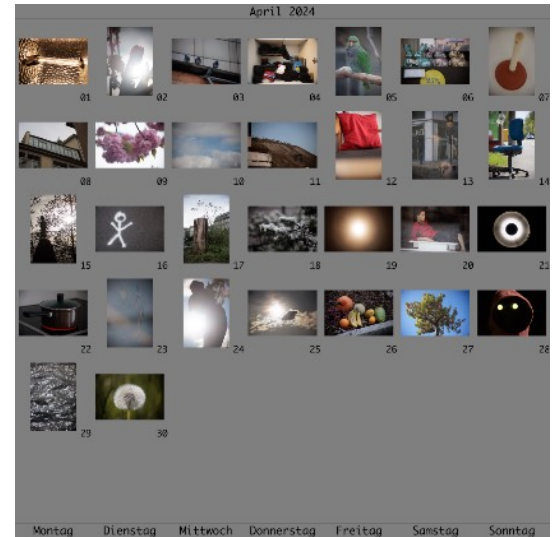 April 2024
01 02 03 04 05 06 07
08 09 10 11 12 13 14
15 16 17 18 19 20 21
22 23 24 25 26 27 28
29 30
Montag Dienstag Mittwoch Donnerstag Freitag Samstag Sonntag